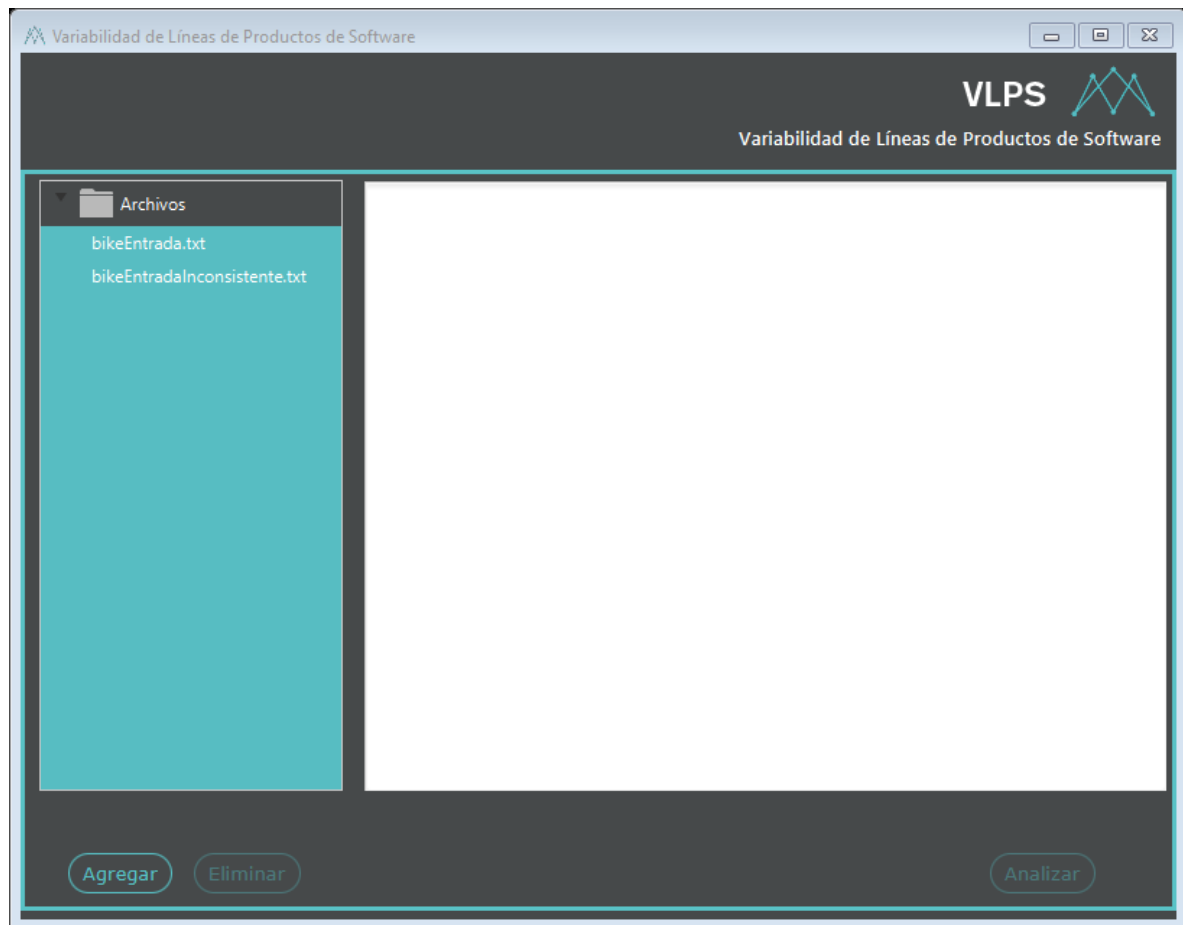 Variabilidad de Líneas de Productos de Software
VLPS
Variabilidad de Líneas de Productos de Software
Archivos
bikeEntrada.txt
bikeEntradaInconsistente.txt
Agregar
Eliminar
Analizar